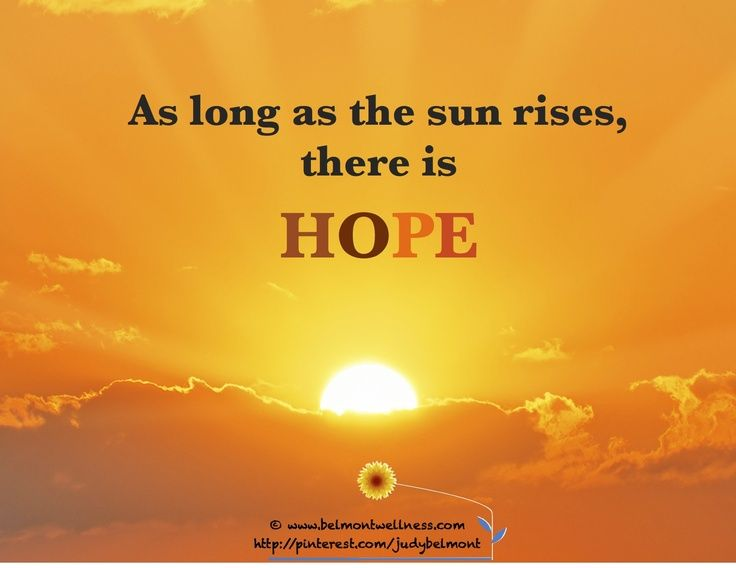 As long as the sun rises,
there is
HOPE
© www.belmontwellness.com
http://pinterest.com/judybelmont